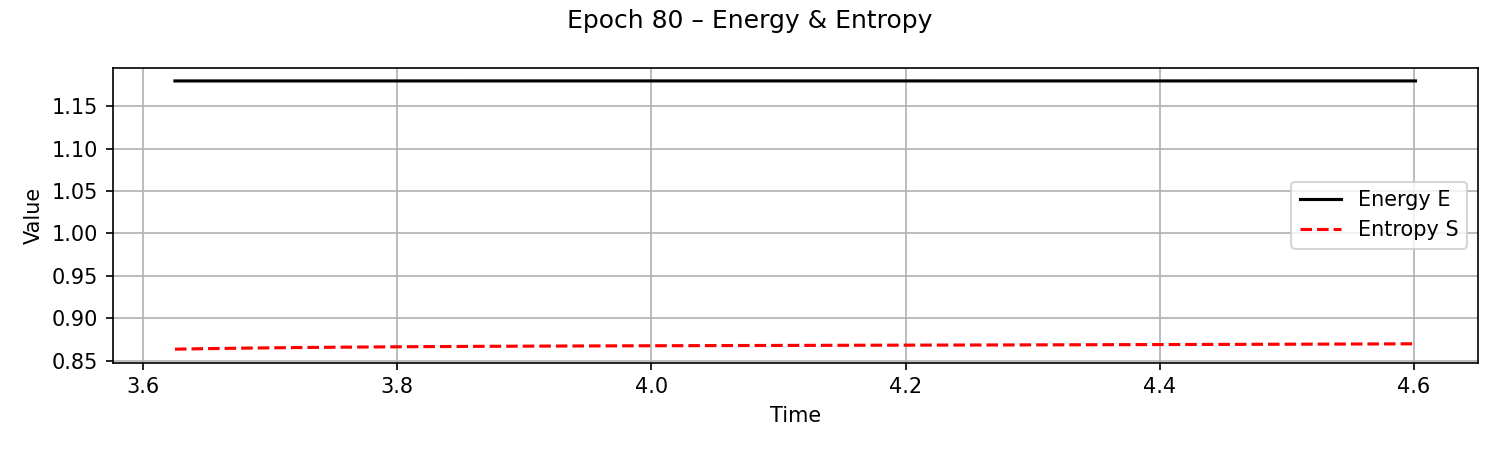 Epoch 80 – Energy & Entropy
1.15
1.10
1.05
1.00
0.95
0.90
0.85
Value
Energy E
Entropy S
3.6 3.8 4.0 4.2 4.4 4.6
Time